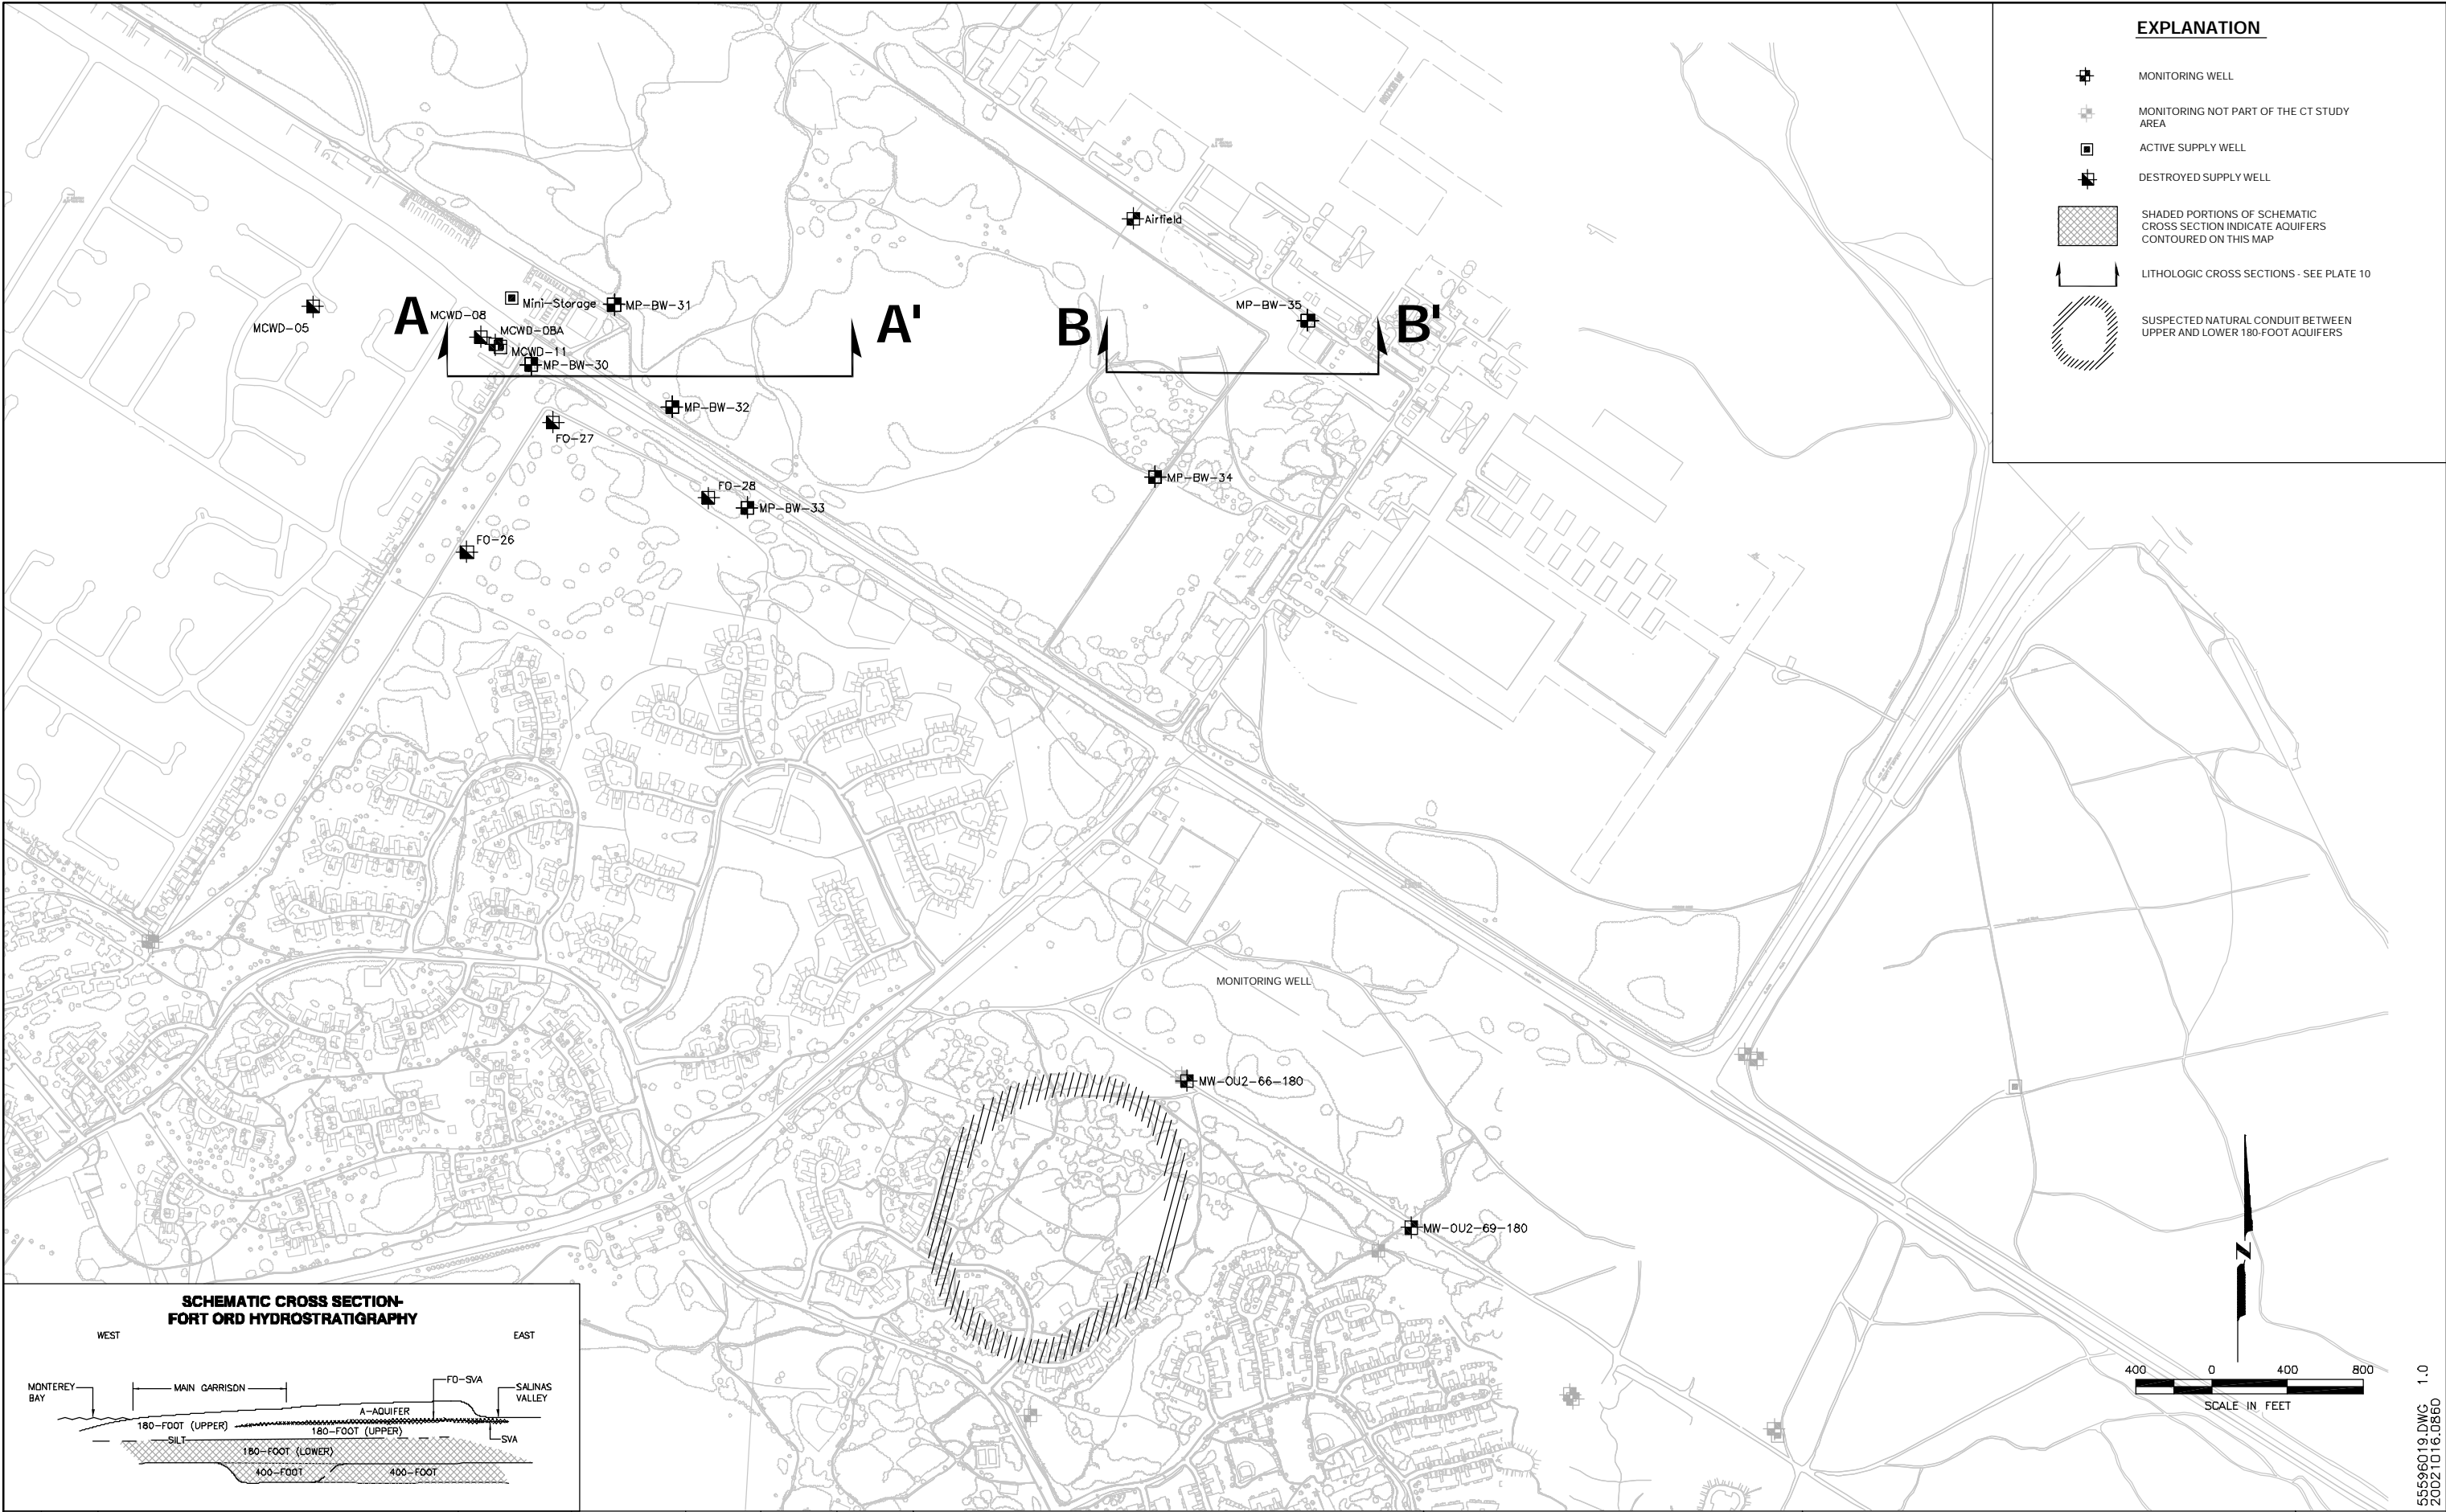 EXPLANATION
MONITORING WELL
MONITORING NOT PART OF THE CT STUDY
AREA
ACTIVE SUPPLY WELL
DESTROYED SUPPLY WELL
SHADED PORTIONS OF SCHEMATIC
CROSS SECTION INDICATE AQUIFERS
CONTOURED ON THIS MAP
LITHOLOGIC CROSS SECTIONS - SEE PLATE 10
SUSPECTED NATURAL CONDUIT BETWEEN
UPPER AND LOWER 180-FOOT AQUIFERS
Airfield
Mini-Storage
MP-BW-31
MP-BW-35
A
A'
B
B'
MCWD-05
MCWD-08
MCWD-08A
MCWD-11
MP-BW-30
MP-BW-32
FO-27
MP-BW-34
FO-28
MP-BW-33
FO-26
MONITORING WELL
MW-OU2-66-180
MW-OU2-69-180
N
400 0 400 800
SCALE IN FEET
SCHEMATIC CROSS SECTION-
FORT ORD HYDROSTRATIGRAPHY
WEST
EAST
MONTEREY
BAY
MAIN GARRISON
FO-SVA
SALINAS
VALLEY
A-AQUIFER
180-FOOT (UPPER)
180-FOOT (UPPER)
SILT
SVA
180-FOOT (LOWER)
400-FOOT
400-FOOT
55596019.DWG 1.0
20021016.0860